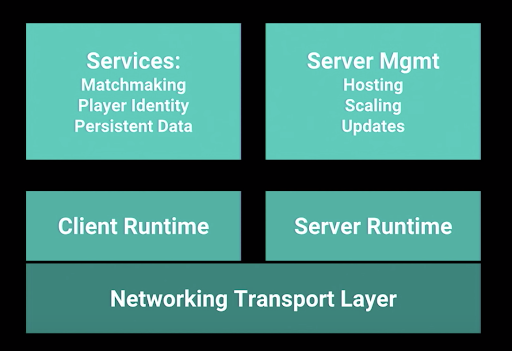 Services:
Matchmaking
Player Identity
Persistent Data
Server Mgmt
Hosting
Scaling
Updates
Client Runtime
Server Runtime
Networking Transport Layer